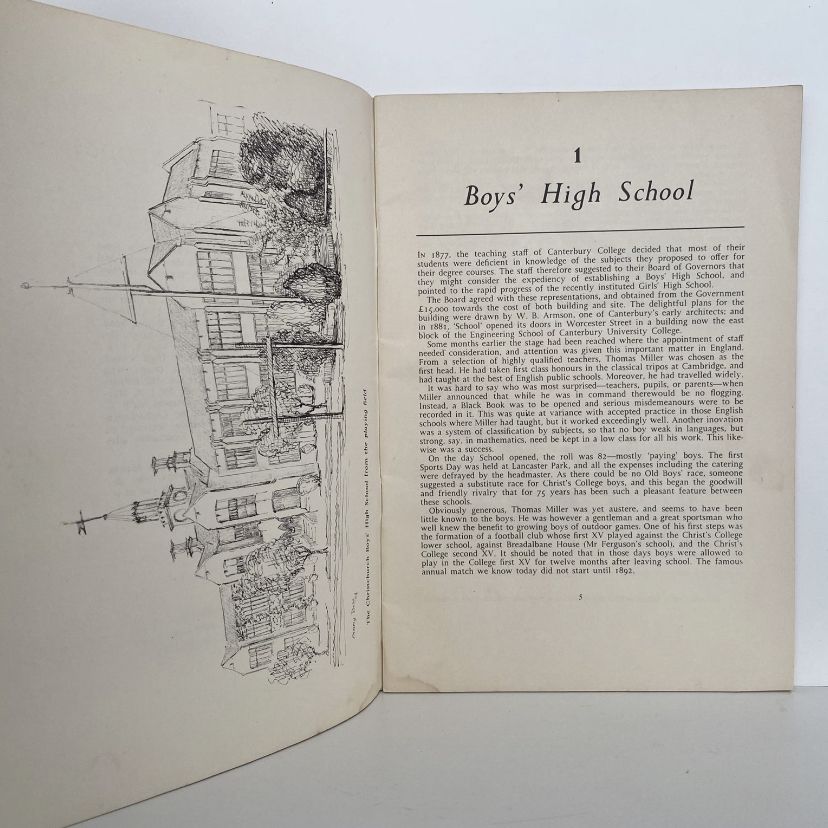 The Christchurch Boys' High School from the playing field
1
Boys' High School
IN 1877, the teaching staff of Canterbury College decided that most of their
students were deficient in knowledge of the subjects they proposed to offer for
their degree courses. The staff therefore suggested to their Board of Governors that
they might consider the expediency of establishing a Boys' High School, and
pointed to the rapid progress of the recently instituted Girls' High School.
The Board agreed with these representations, and obtained from the Government
£15,000 towards the cost of both building and site. The delightful plans for the
building were drawn by W. B. Armson, one of Canterbury's early architects; and
in 1881, 'School' opened its doors in Worcester Street in a building now the east
block of the Engineering School of Canterbury University College.
Some months earlier the stage had been reached where the appointment of staff
needed consideration, and attention was given this important matter in England.
From a selection of highly qualified teachers, Thomas Miller was chosen as the
first head. He had taken first class honours in the classical tripos at Cambridge, and
had taught at the best of English public schools. Moreover, he had travelled widely.
It was hard to say who was most surprised—teachers, pupils, or parents—when
Miller announced that while he was in command therewould be no flogging.
Instead, a Black Book was to be opened and serious misdemeanours were to be
recorded in it. This was quite at variance with accepted practice in those English
schools where Miller had taught, but it worked exceedingly well. Another inovation
was a system of classification by subjects, so that no boy weak in languages, but
strong, say, in mathematics, need be kept in a low class for all his work. This like-
wise was a success.
On the day School opened, the roll was 82—mostly 'paying' boys. The first
Sports Day was held at Lancaster Park, and all the expenses including the catering
were defrayed by the headmaster. As there could be no Old Boys' race, someone
suggested a substitute race for Christ's College boys, and this began the goodwill
and friendly rivalry that for 75 years has been such a pleasant feature between
these schools.
Obviously generous, Thomas Miller was yet austere, and seems to have been
little known to the boys. He was however a gentleman and a great sportsman who
well knew the benefit to growing boys of outdoor games. One of his first steps was
the formation of a football club whose first XV played against the Christ's College
lower school, against Breadalbane House (Mr Ferguson's school), and the Christ's
College second XV. It should be noted that in those days boys were allowed to
play in the College first XV for twelve months after leaving school. The famous
annual match we know today did not start until 1892.
5